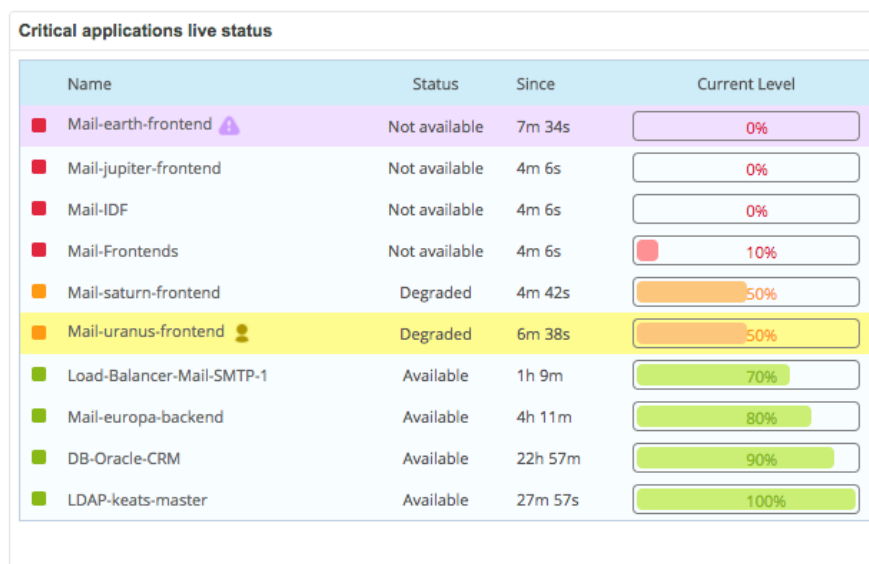 Critical applications live status
Name Status Since Current Level
Mail-earth-frontend Not available 7m 34s 0%
Mail-jupiter-frontend Not available 4m 6s 0%
Mail-IDF Not available 4m 6s 0%
Mail-Frontends Not available 4m 6s 10%
Mail-saturn-frontend Degraded 4m 42s 50%
Mail-uranus-frontend Degraded 6m 38s 50%
Load-Balancer-Mail-SMTP-1 Available 1h 9m 70%
Mail-europa-backend Available 4h 11m 80%
DB-Oracle-CRM Available 22h 57m 90%
LDAP-keats-master Available 27m 57s 100%